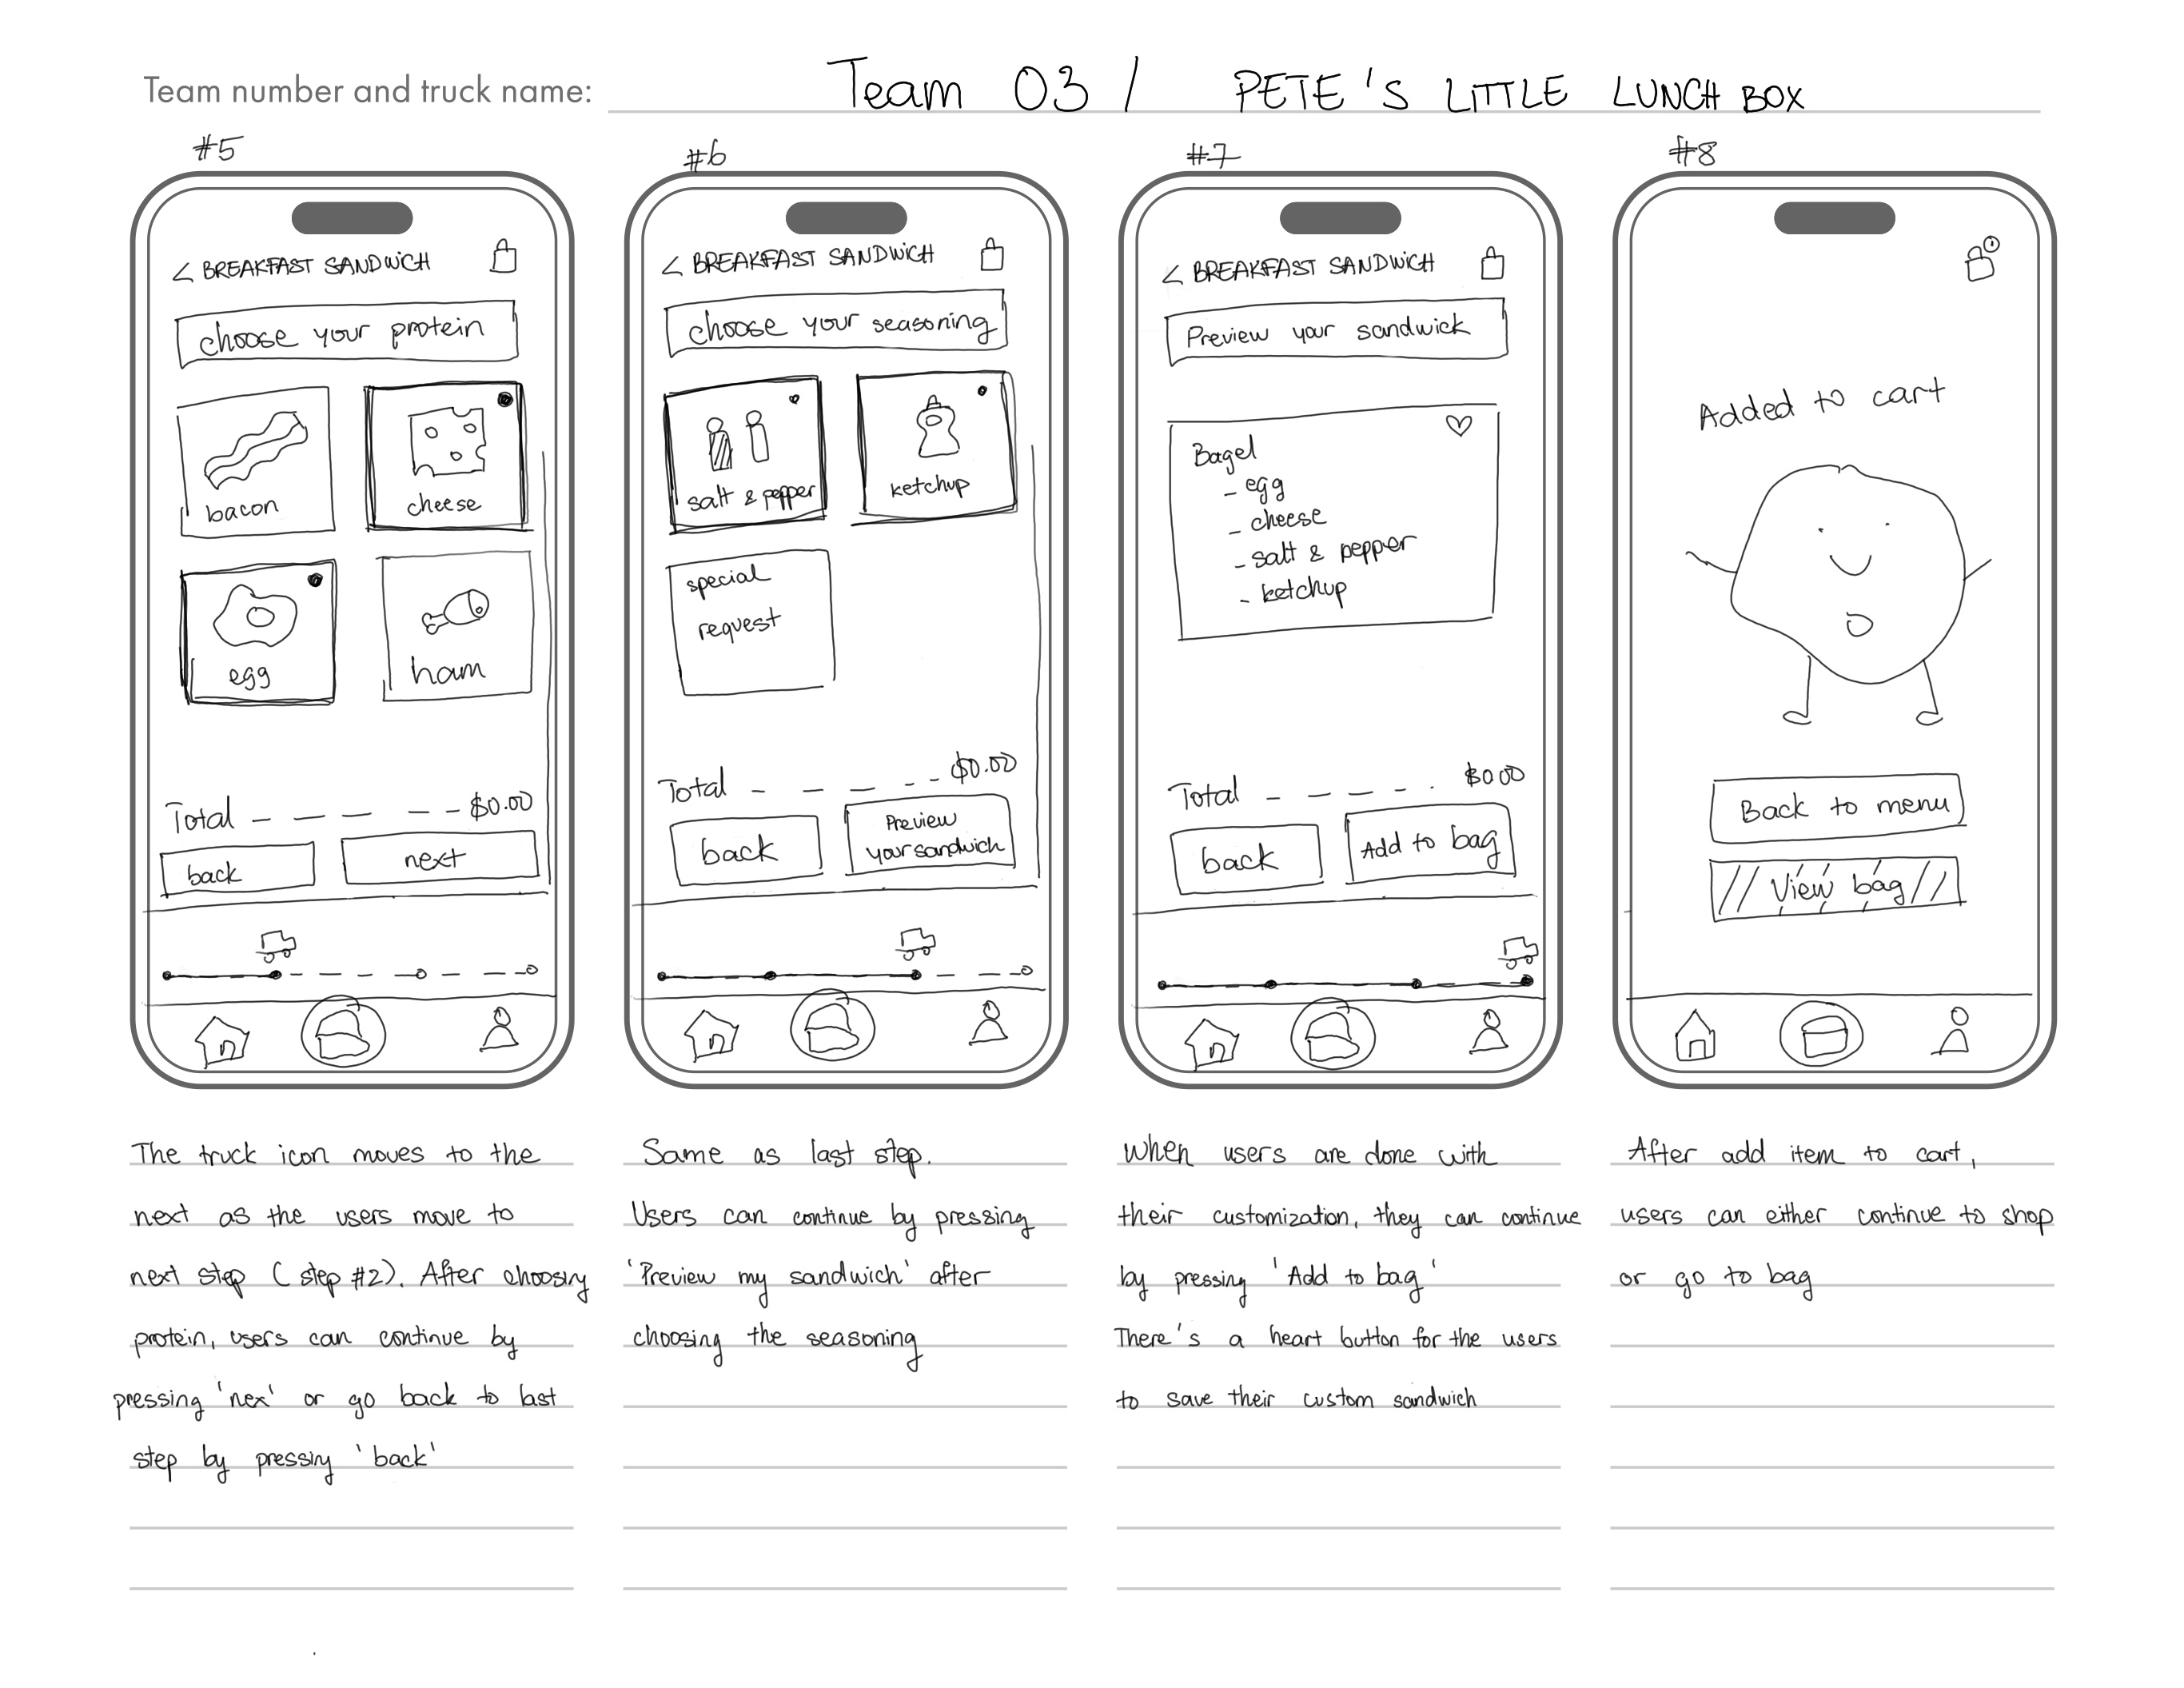 Team number and truck name: Team 03 / PETE'S LITTLE LUNCH BOX
#5
< BREAKFAST SANDWICH
choose your protein
bacon
cheese
egg
ham
Total $0.00
back
next
The truck icon moves to the
next as the users move to
next step ( step #2). After choosing
protein, users can continue by
pressing 'nex' or go back to last
step by pressing 'back'
#6
< BREAKFAST SANDWICH
choose your seasoning
salt & pepper
ketchup
special
request
Total $0.00
back
Preview
your sandwich
Same as last step.
Users can continue by pressing
'Preview my sandwich' after
choosing the seasoning
#7
< BREAKFAST SANDWICH
Preview your sandwick
Bagel
- egg
- cheese
- salt & pepper
- ketchup
Total $0.00
back
Add to bag
When users are done with
their customization, they can continue
by pressing 'Add to bag'
There's a heart button for the users
to save their custom sandwich
#8
Added to cart
Back to menu
View bag
After add item to cart,
users can either continue to shop
or go to bag